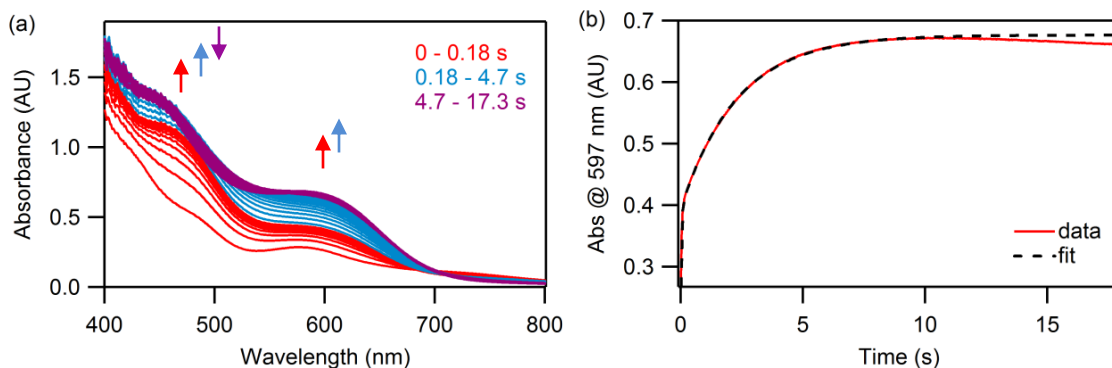 (a)
0 - 0.18 s
0.18 - 4.7 s
4.7 - 17.3 s
1.5
1.0
0.5
0.0
Absorbance (AU)
400
500
600
700
800
Wavelength (nm)
(b)
0.7
0.6
0.5
0.4
0.3
Abs @ 597 nm (AU)
data
fit
0
5
10
15
Time (s)